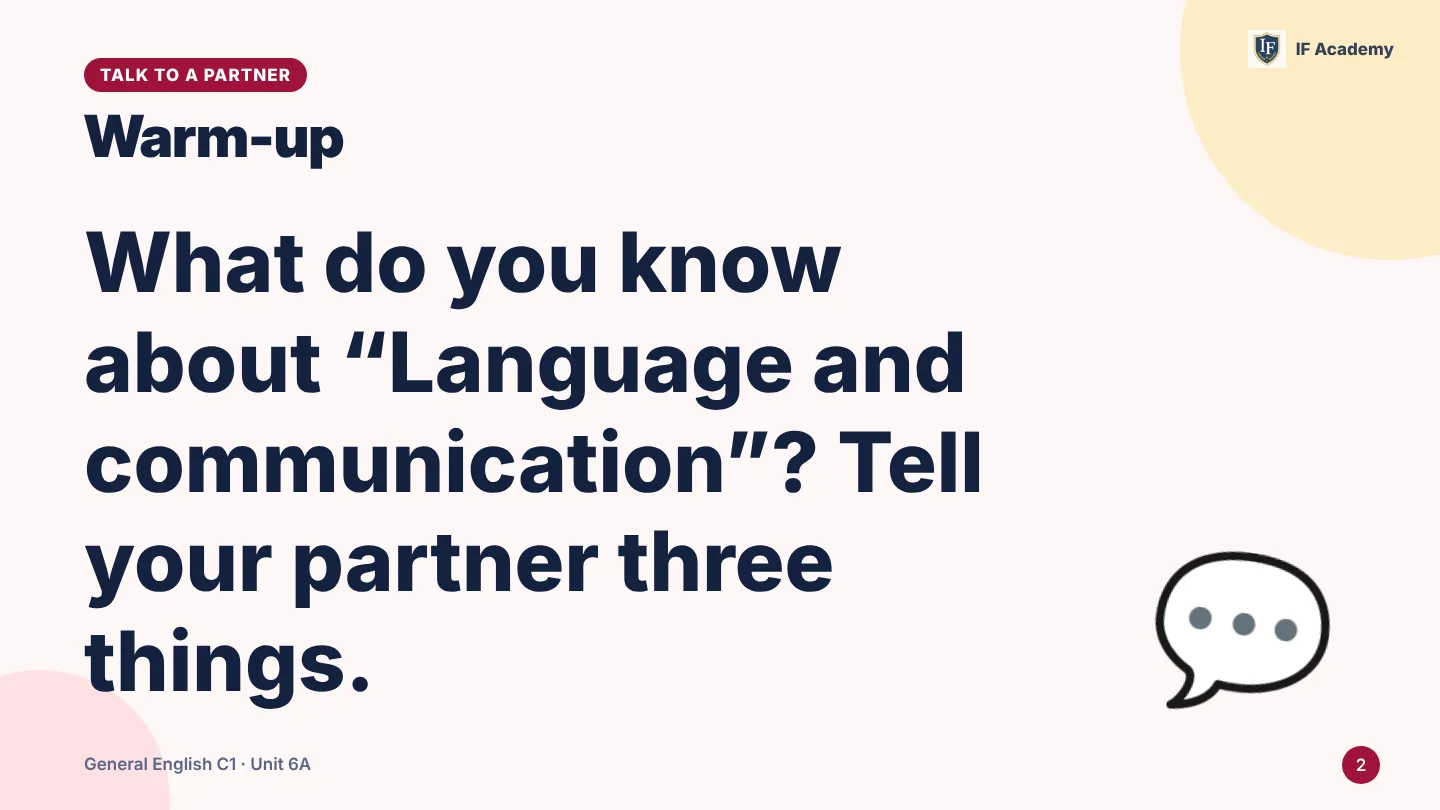 IF
IF Academy
TALK TO A PARTNER
Warm-up
What do you know
about “Language and
communication”? Tell
your partner three
things.
General English C1 · Unit 6A
2